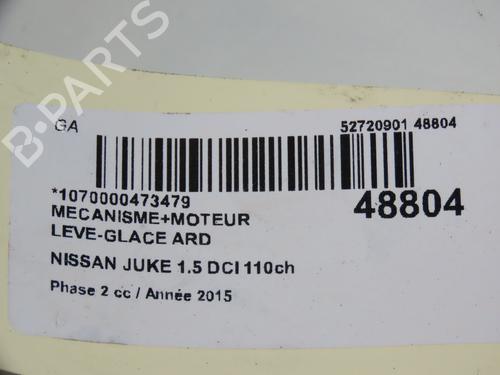 B-PARTS
GA
52720901 48804
*1070000473479
48804
MECANISME+MOTEUR
LEVE-GLACE ARD
NISSAN JUKE 1.5 DCI 110ch
Phase 2 cc / Année 2015